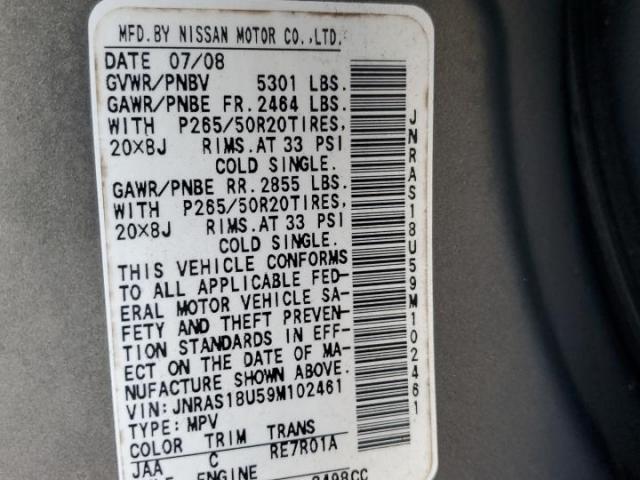 MFD.BY NISSAN MOTOR CO.,LTD.
DATE 07/08
GVWR/PNBV 5301 LBS.
GAWR/PNBE FR. 2464 LBS.
WITH P265/50R20TIRES,
20×8J RIMS.AT 33 PSI
COLD SINGLE.
GAWR/PNBE RR. 2855 LBS.
WITH P265/50R20TIRES,
20×8J RIMS.AT 33 PSI
COLD SINGLE.
THIS VEHICLE CONFORMS
TO ALL APPLICABLE FED-
ERAL MOTOR VEHICLE SA-
FETY AND THEFT PREVEN-
TION STANDARDS IN EFF-
ECT ON THE DATE OF MA-
NUFACTURE SHOWN ABOVE.
VIN: JNRAS18U59M102461
TYPE: MPV
COLOR TRIM TRANS
JAA C RE7R01A
ENGINE
3498CC
JNRAS18U59M102461